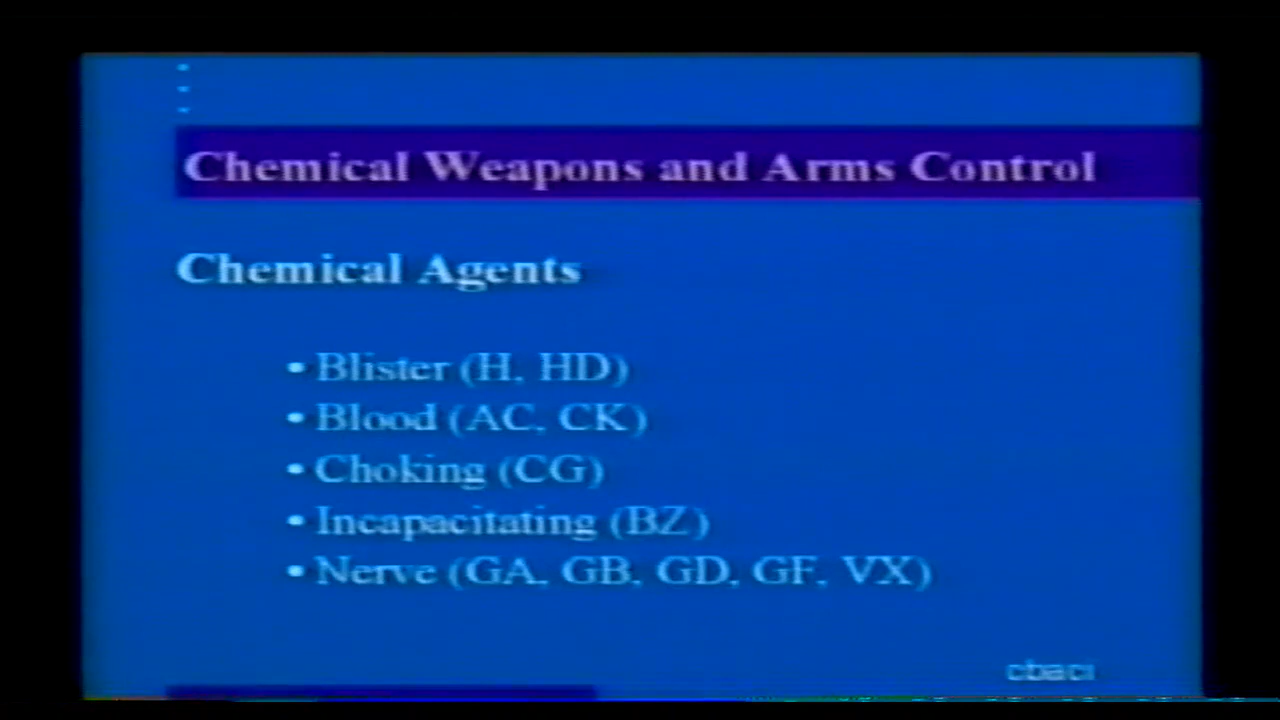 Chemical Weapons and Arms Control
Chemical Agents
• Blister (H, HD)
• Blood (AC, CK)
• Choking (CG)
• Incapacitating (BZ)
• Nerve (GA, GB, GD, GF, VX)
cbaci